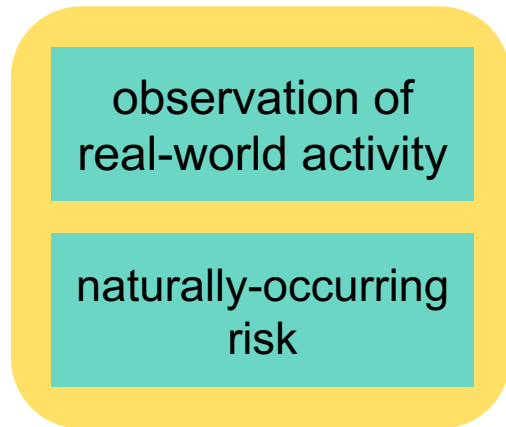 observation of
real-world activity
naturally-occurring
risk